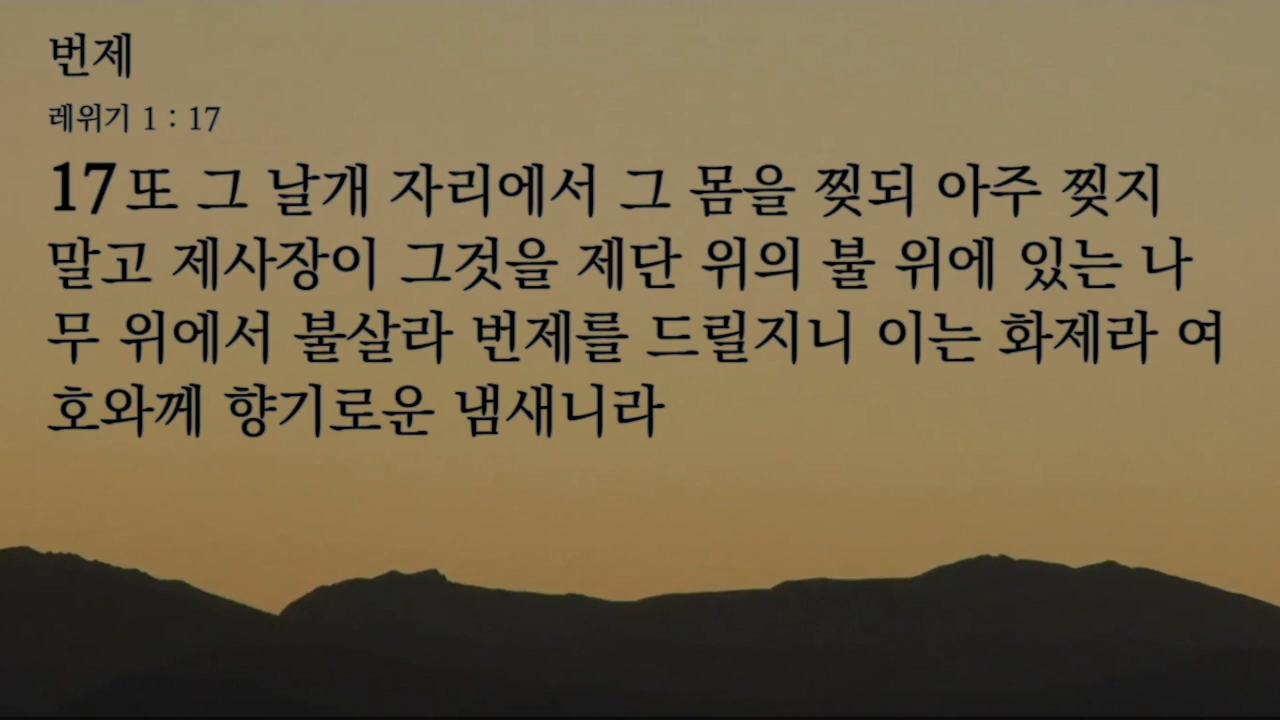 번제
레위기 1 : 17
17 또 그 날개 자리에서 그 몸을 찢되 아주 찢지
말고 제사장이 그것을 제단 위의 불 위에 있는 나
무 위에서 불살라 번제를 드릴지니 이는 화제라 여
호와께 향기로운 냄새니라